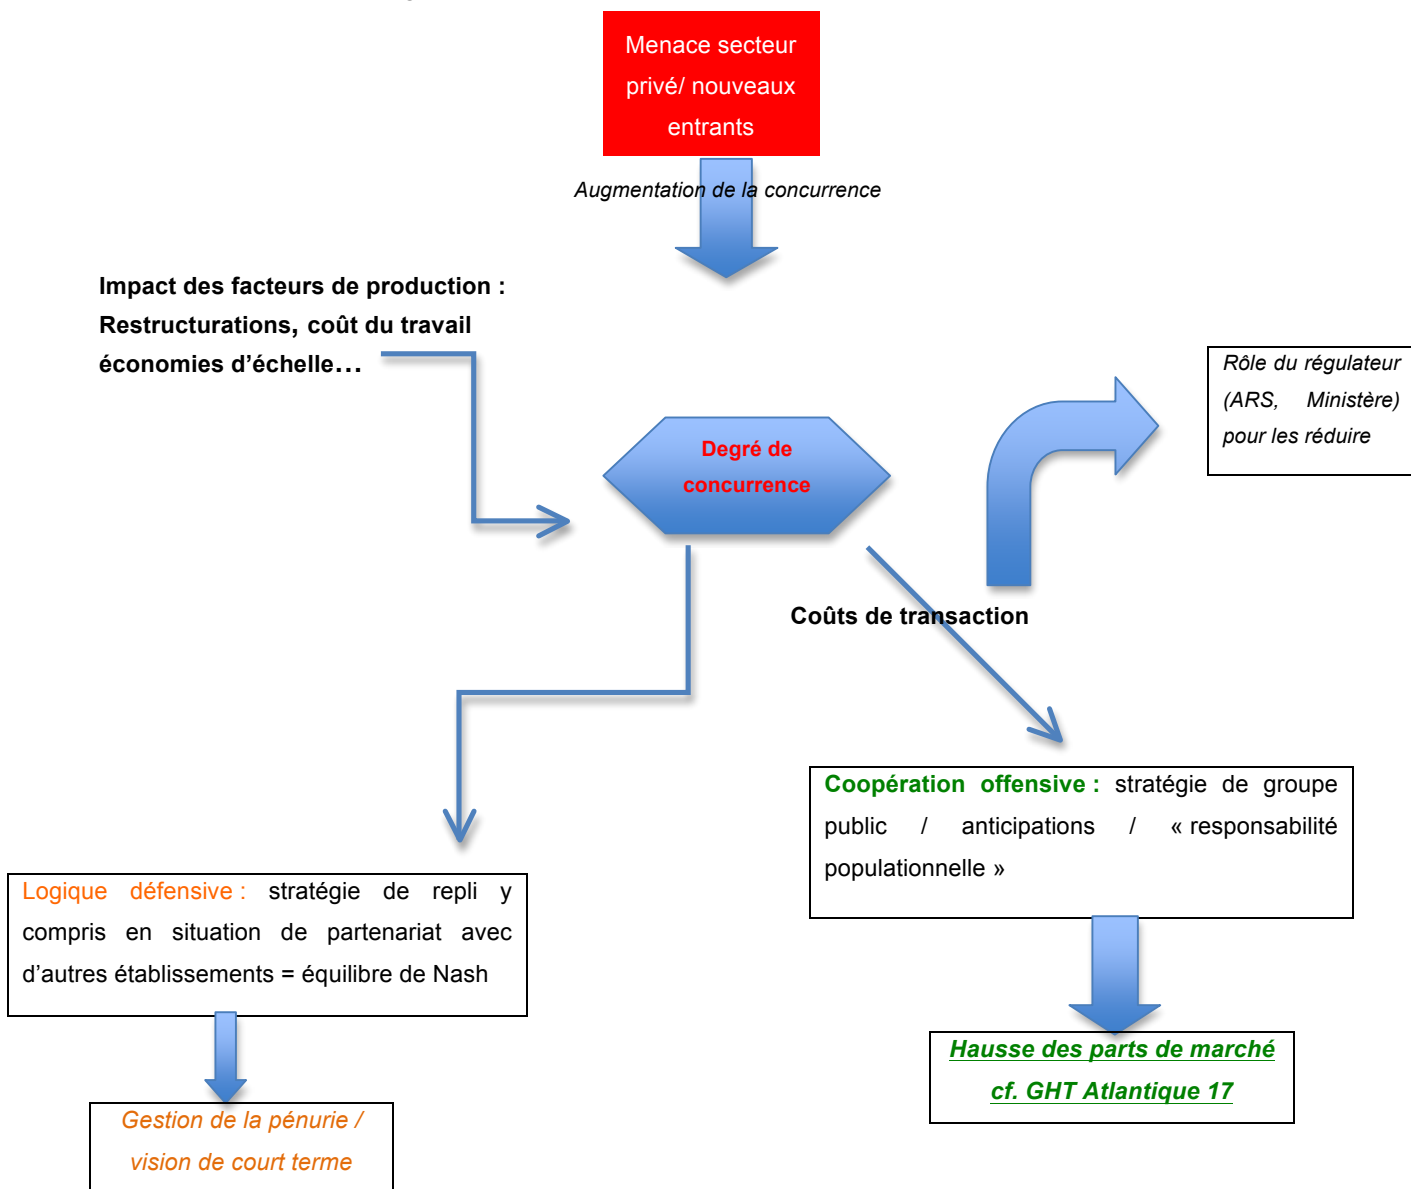 Menace secteur
privé/ nouveaux
entrants
Augmentation de la concurrence
Impact des facteurs de production :
Restructurations, coût du travail
économies d’échelle…
Rôle du régulateur
(ARS, Ministère)
pour les réduire
Degré de
concurrence
Coûts de transaction
Coopération offensive : stratégie de groupe
public / anticipations / « responsabilité
populationnelle »
Logique défensive : stratégie de repli y
compris en situation de partenariat avec
d’autres établissements = équilibre de Nash
Hausse des parts de marché
cf. GHT Atlantique 17
Gestion de la pénurie /
vision de court terme